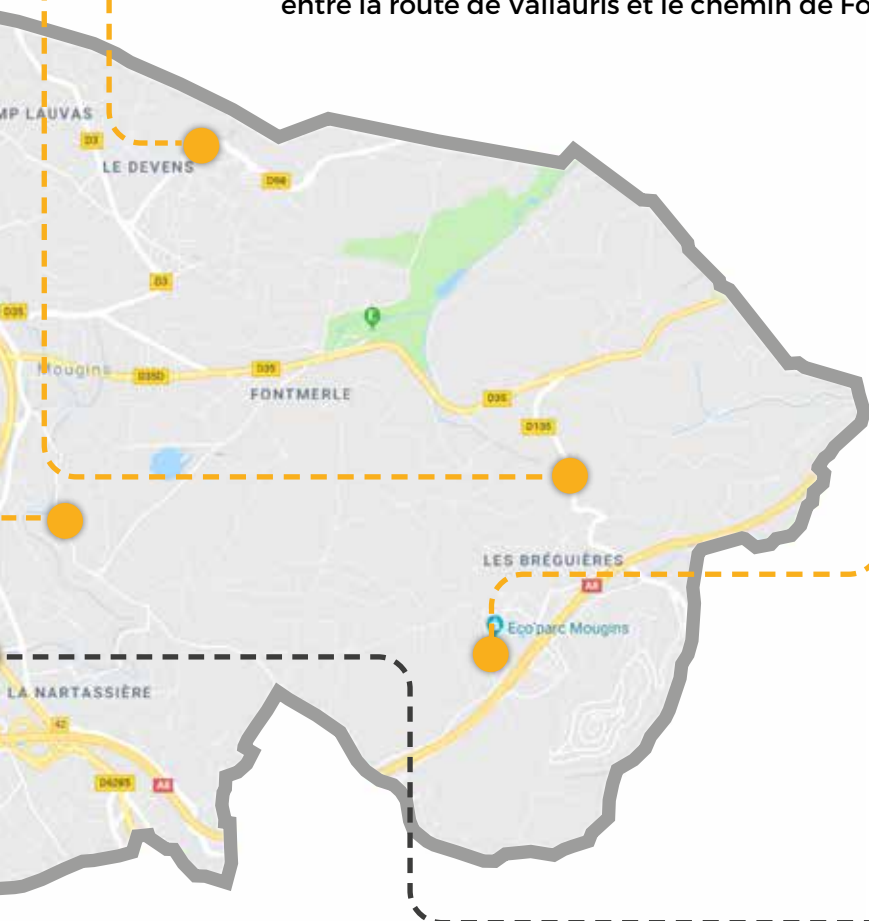 entre la route de Vallauris et le chemin de Fo
MP LAUVAS
D3
LE DEVENS
D98
D3
D35
Mougins
D35D
D35
FONTMERLE
D35
D135
LES BRÉGUIÈRES
A8
Eco'parc Mougins
LA NARTASSIÈRE
42
D6285
A8